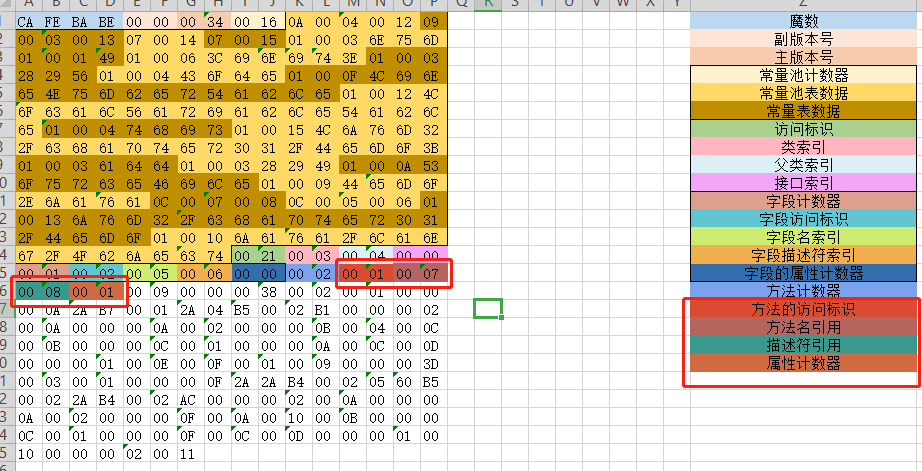 A B C D E F G H I J K L M N O P Q R S T U V W X Y Z
CA FE BA BE 00 00 00 34 00 16 0A 00 04 00 12 09 魔数
00 03 00 13 07 00 14 07 00 15 01 00 03 6E 75 6D 副版本号
01 00 01 49 01 00 06 3C 69 6E 69 74 3E 01 00 03 主版本号
28 29 56 01 00 04 43 6F 64 65 01 00 0F 4C 69 6E 常量池计数器
65 4E 75 6D 62 65 72 54 61 62 6C 65 01 00 12 4C 常量池表数据
6F 63 61 6C 56 61 72 69 61 62 6C 65 54 61 62 6C 常量表数据
65 01 00 04 74 68 69 73 01 00 15 4C 6A 76 6D 32 访问标识
2F 63 68 61 70 74 65 72 30 31 2F 44 65 6D 6F 3B 类索引
01 00 03 61 64 64 01 00 03 28 29 49 01 00 0A 53 父类索引
6F 75 72 63 65 46 69 6C 65 01 00 09 44 65 6D 6F 接口索引
2E 6A 61 76 61 0C 00 07 00 08 0C 00 05 00 06 01 字段计数器
00 13 6A 76 6D 32 2F 63 68 61 70 74 65 72 30 31 字段访问标识
2F 44 65 6D 6F 01 00 10 6A 61 76 61 2F 6C 61 6E 字段名索引
67 2F 4F 62 6A 65 63 74 00 21 00 03 00 04 00 00 字段描述符索引
00 01 00 02 00 05 00 06 00 00 00 02 00 01 00 07 字段的属性计数器
00 08 00 01 00 09 00 00 00 38 00 02 00 01 00 00 方法计数器
00 0A 2A B7 00 01 2A 04 B5 00 02 B1 00 00 00 02 方法的访问标识
00 0A 00 00 00 0A 00 02 00 00 00 0B 00 04 00 0C 方法名引用
00 0B 00 00 00 0C 00 01 00 00 00 0A 00 0C 00 0D 描述符引用
00 00 00 01 00 0E 00 0F 00 01 00 09 00 00 00 3D 属性计数器
00 03 00 01 00 00 00 0F 2A 2A B4 00 02 05 60 B5
00 02 2A B4 00 02 AC 00 00 00 02 00 0A 00 00 00
0A 00 02 00 00 00 0F 00 0A 00 10 00 0B 00 00 00
0C 00 01 00 00 00 0F 00 0C 00 0D 00 00 00 01 00
10 00 00 00 02 00 11